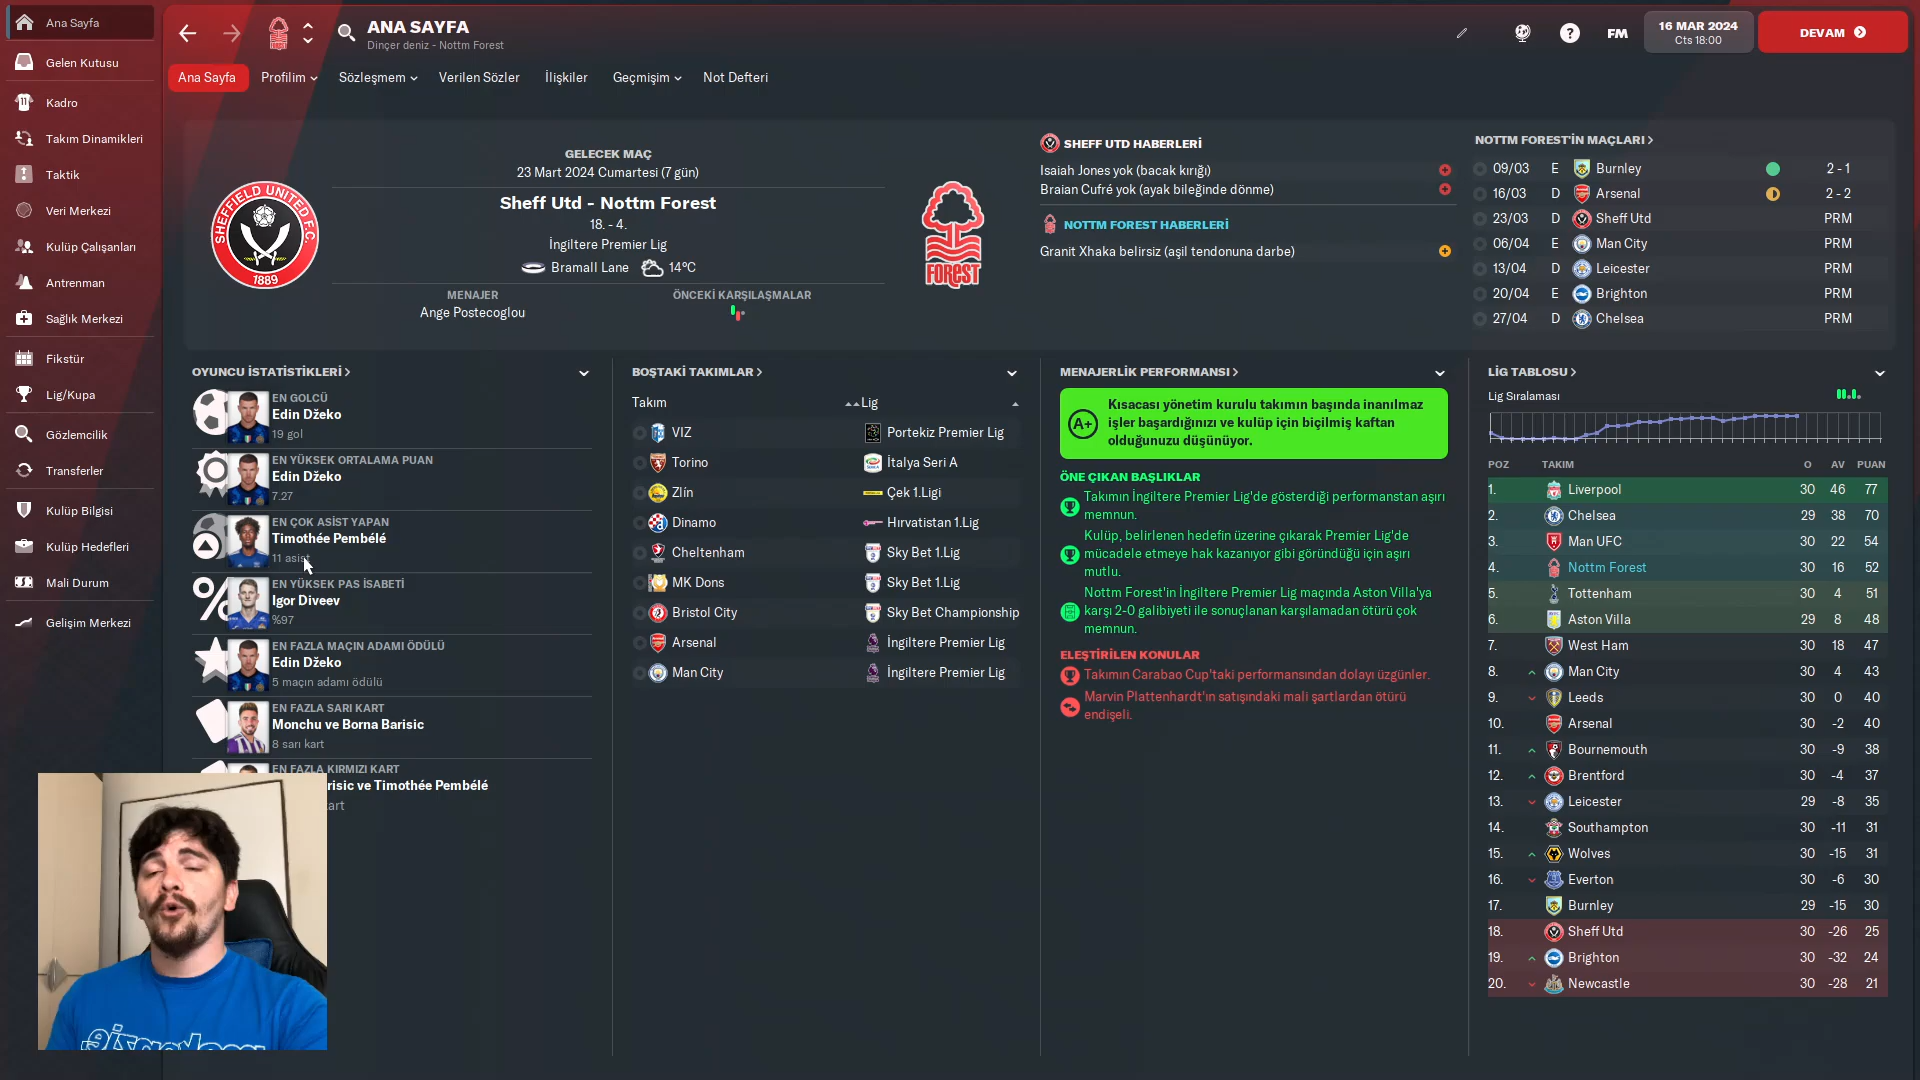 Ana Sayfa
Gelen Kutusu
Kadro
Takım Dinamikleri
Taktik
Veri Merkezi
Kulüp Çalışanları
Antrenman
Sağlık Merkezi
Fikstür
Lig/Kupa
Gözlemcilik
Transferler
Kulüp Bilgisi
Kulüp Hedefleri
Mali Durum
Gelişim Merkezi
ANA SAYFA
Dinçer deniz - Nottm Forest
FM
16 MAR 2024
Cts 18:00
DEVAM
Ana Sayfa Profilim Sözleşmem Verilen Sözler İlişkiler Geçmişim Not Defteri
SHEFFIELD UNITED F.C.
1889
GELECEK MAÇ
23 Mart 2024 Cumartesi (7 gün)
Sheff Utd - Nottm Forest
18. - 4.
İngiltere Premier Lig
Bramall Lane 14°C
MENAJER
Ange Postecoglou
ÖNCEKİ KARŞILAŞMALAR
FOREST
SHEFF UTD HABERLERİ
Isaiah Jones yok (bacak kırığı)
Braian Cufré yok (ayak bileğinde dönme)
NOTTM FOREST HABERLERİ
Granit Xhaka belirsiz (aşil tendonuna darbe)
NOTTM FOREST'İN MAÇLARI
09/03 E Burnley 2 - 1
16/03 D Arsenal 2 - 2
23/03 D Sheff Utd PRM
06/04 E Man City PRM
13/04 D Leicester PRM
20/04 E Brighton PRM
27/04 D Chelsea PRM
OYUNCU İSTATİSTİKLERİ
EN GOLCÜ
Edin Džeko
19 gol
EN YÜKSEK ORTALAMA PUAN
Edin Džeko
7.27
EN ÇOK ASİST YAPAN
Timothée Pembélé
11 asist
EN YÜKSEK PAS İSABETİ
Igor Diveev
%97
EN FAZLA MAÇIN ADAMI ÖDÜLÜ
Edin Džeko
5 maçın adamı ödülü
EN FAZLA SARI KART
Monchu ve Borna Barisic
8 sarı kart
EN FAZLA KIRMIZI KART
risic ve Timothée Pembélé
art
BOŞTAKİ TAKIMLAR
Takım Lig
VIZ Portekiz Premier Lig
Torino İtalya Seri A
Zlín Çek 1.Ligi
Dinamo Hırvatistan 1.Lig
Cheltenham Sky Bet 1.Lig
MK Dons Sky Bet 1.Lig
Bristol City Sky Bet Championship
Arsenal İngiltere Premier Lig
Man City İngiltere Premier Lig
MENAJERLİK PERFORMANSI
A+
Kısacası yönetim kurulu takımın başında inanılmaz
işler başardığınızı ve kulüp için biçilmiş kaftan
olduğunuzu düşünüyor.
ÖNE ÇIKAN BAŞLIKLAR
Takımın İngiltere Premier Lig'de gösterdiği performanstan aşırı
memnun.
Kulüp, belirlenen hedefin üzerine çıkarak Premier Lig'de
mücadele etmeye hak kazanıyor gibi göründüğü için aşırı
mutlu.
Nottm Forest'in İngiltere Premier Lig maçında Aston Villa'ya
karşı 2-0 galibiyeti ile sonuçlanan karşılamadan ötürü çok
memnun.
ELEŞTİRİLEN KONULAR
Takımın Carabao Cup'taki performansından dolayı üzgünler.
Marvin Plattenhardt'ın satışındaki mali şartlardan ötürü
endişeli.
LİG TABLOSU
Lig Sıralaması
POZ TAKIM O AV PUAN
1. Liverpool 30 46 77
2. Chelsea 29 38 70
3. Man UFC 30 22 54
4. Nottm Forest 30 16 52
5. Tottenham 30 4 51
6. Aston Villa 29 8 48
7. West Ham 30 18 47
8. Man City 30 4 43
9. Leeds 30 0 40
10. Arsenal 30 -2 40
11. Bournemouth 30 -9 38
12. Brentford 30 -4 37
13. Leicester 29 -8 35
14. Southampton 30 -11 31
15. Wolves 30 -15 31
16. Everton 30 -6 30
17. Burnley 29 -15 30
18. Sheff Utd 30 -26 25
19. Brighton 30 -32 24
20. Newcastle 30 -28 21